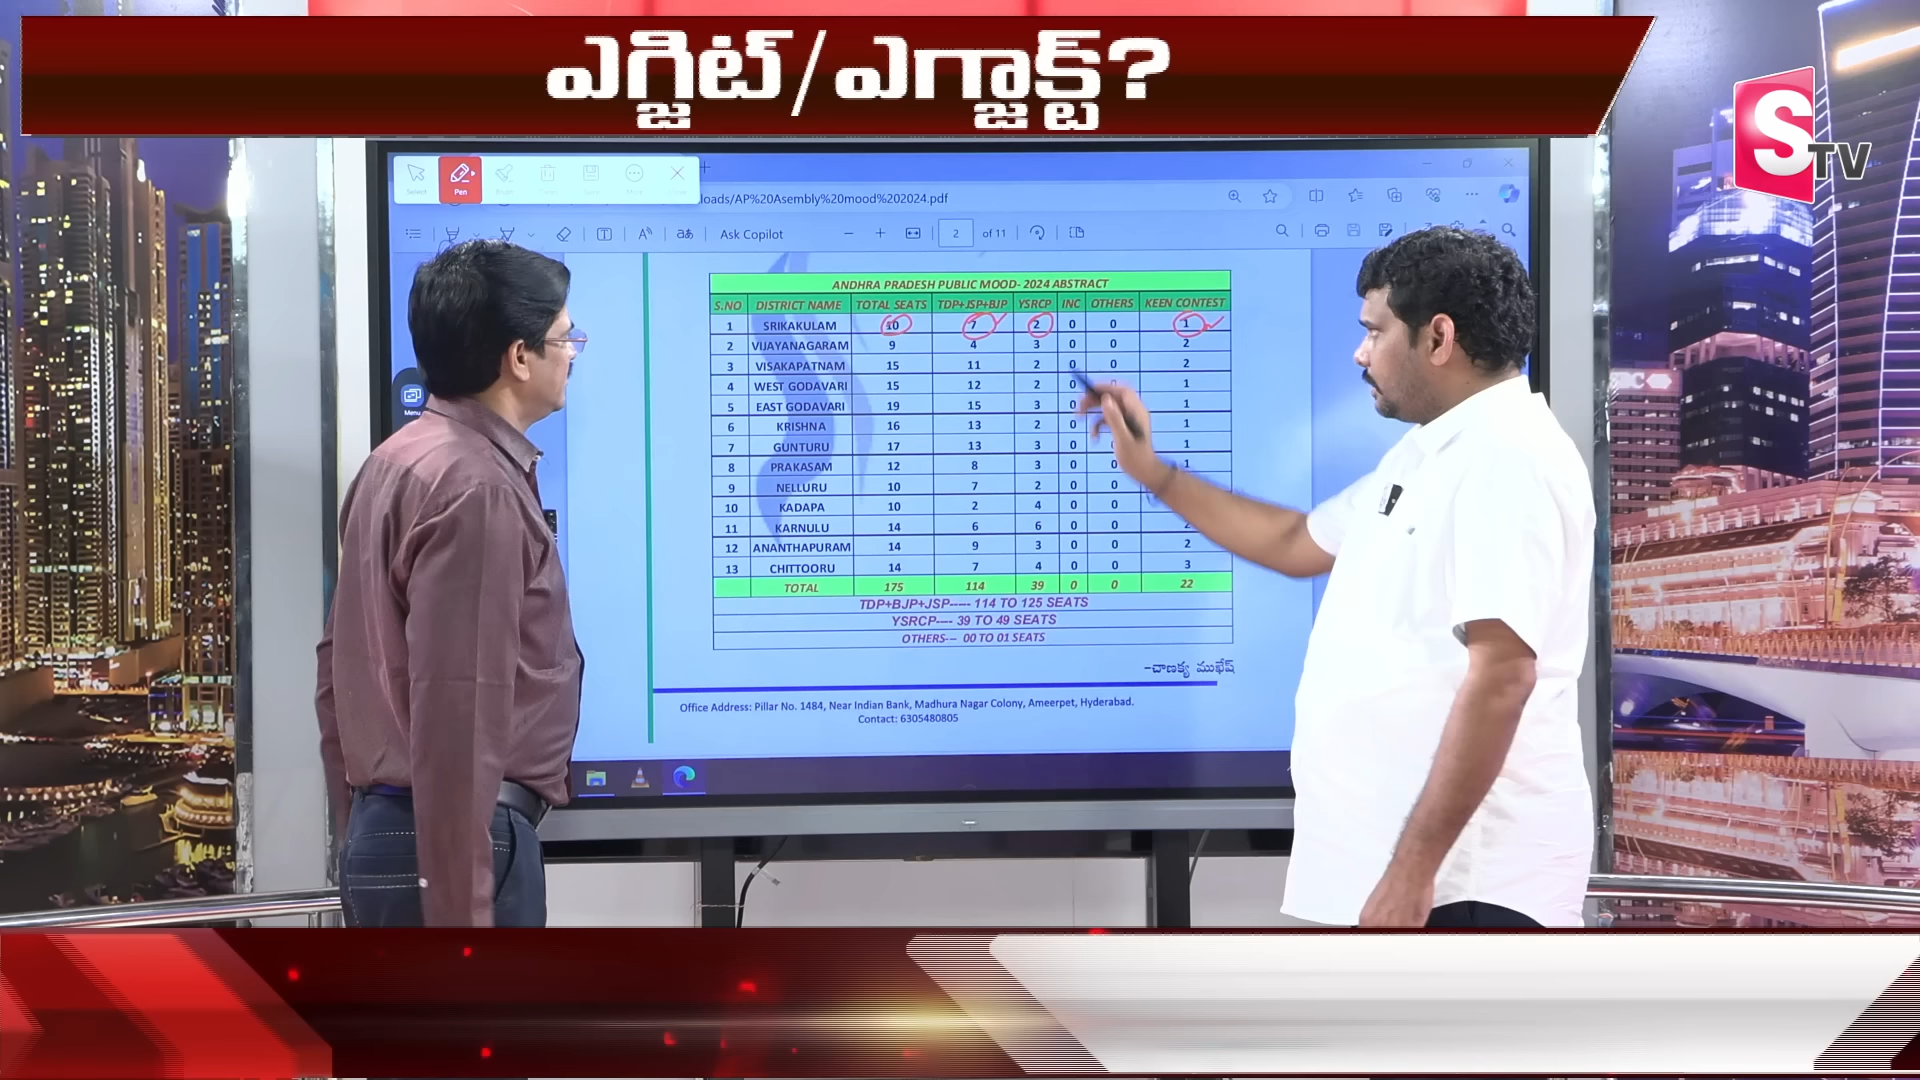 ఎగ్జిట్/ఎగ్జాక్ట్?
S TV
Select Pen
loads/AP%20Asembly%20mood%202024.pdf
Ask Copilot − + 2 of 11
Menu
ANDHRA PRADESH PUBLIC MOOD- 2024 ABSTRACT
S.NO DISTRICT NAME TOTAL SEATS TDP+JSP+BJP YSRCP INC OTHERS KEEN CONTEST
1 SRIKAKULAM 10 7 2 0 0 1
2 VIJAYANAGARAM 9 4 3 0 0 2
3 VISAKAPATNAM 15 11 2 0 0 2
4 WEST GODAVARI 15 12 2 0 0 1
5 EAST GODAVARI 19 15 3 0 1
6 KRISHNA 16 13 2 0 1
7 GUNTURU 17 13 3 0 0 1
8 PRAKASAM 12 8 3 0 0 1
9 NELLURU 10 7 2 0 0
10 KADAPA 10 2 4 0 0
11 KARNULU 14 6 6 0 0 2
12 ANANTHAPURAM 14 9 3 0 0 2
13 CHITTOORU 14 7 4 0 0 3
TOTAL 175 114 39 0 0 22
TDP+BJP+JSP----- 114 TO 125 SEATS
YSRCP---- 39 TO 49 SEATS
OTHERS--- 00 TO 01 SEATS
-చాణక్య ముఖేష్
Office Address: Pillar No. 1484, Near Indian Bank, Madhura Nagar Colony, Ameerpet, Hyderabad.
Contact: 6305480805